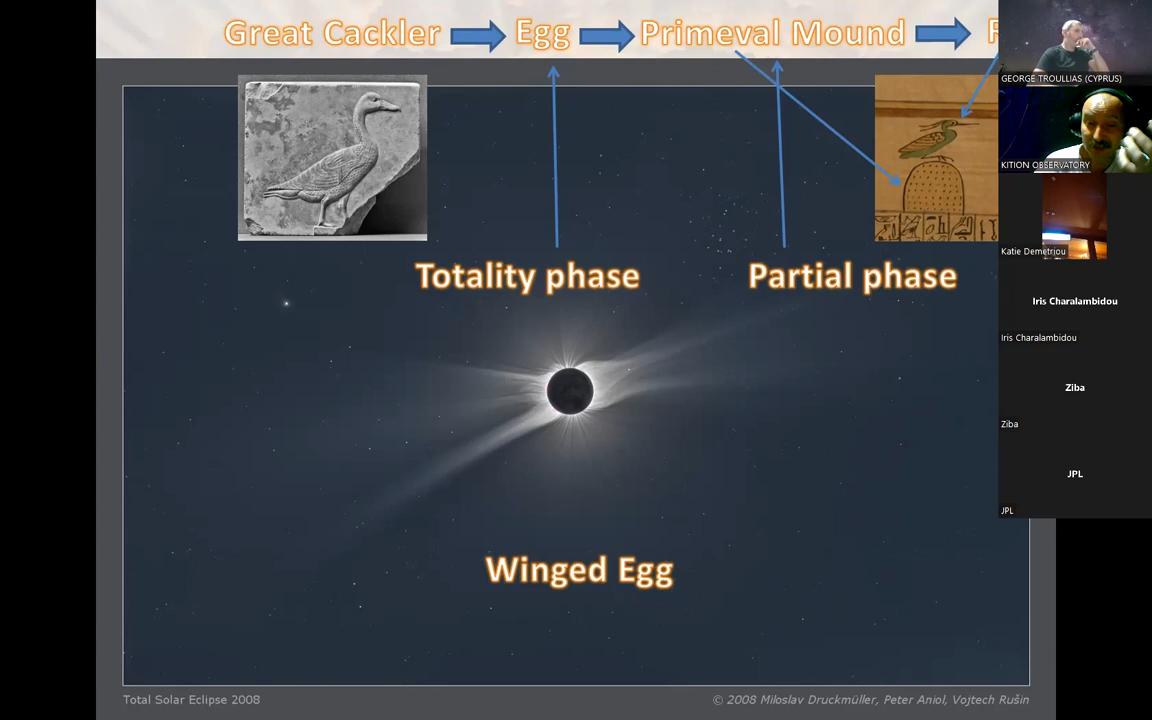 Great Cackler Egg Primeval Mound
Totality phase
Partial phase
Winged Egg
Total Solar Eclipse 2008
© 2008 Miloslav Druckmüller, Peter Aniol, Vojtech Rušin
GEORGE TROULLIAS (CYPRUS)
KITION OBSERVATORY
Katie Demetriou
Iris Charalambidou
Iris Charalambidou
Ziba
Ziba
JPL
JPL